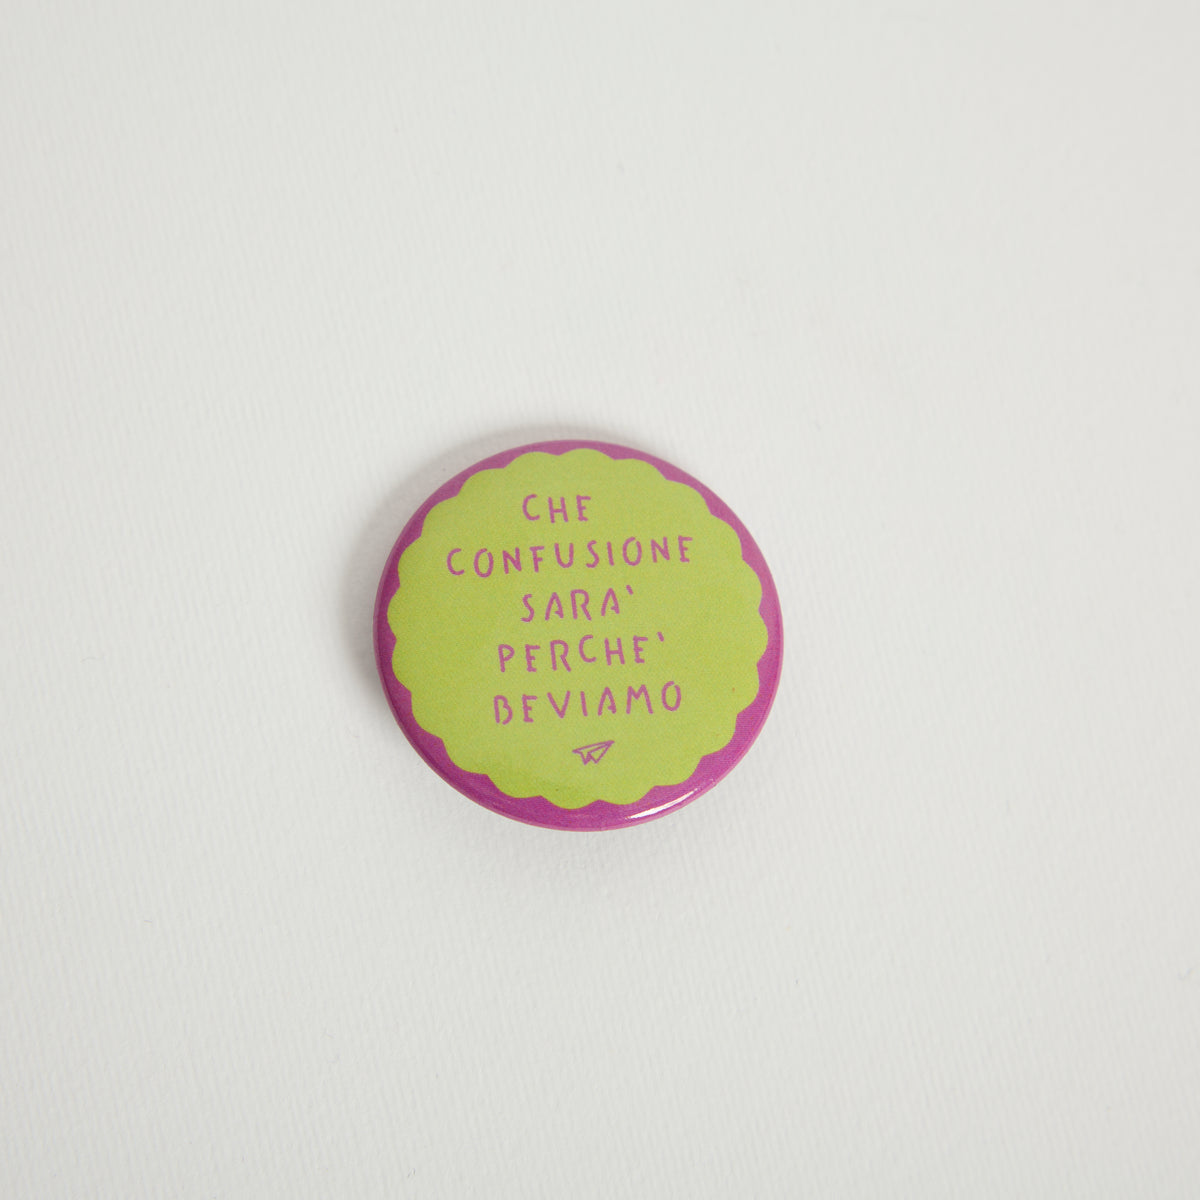 CHE
CONFUSIONE
SARA'
PERCHE'
BEVIAMO